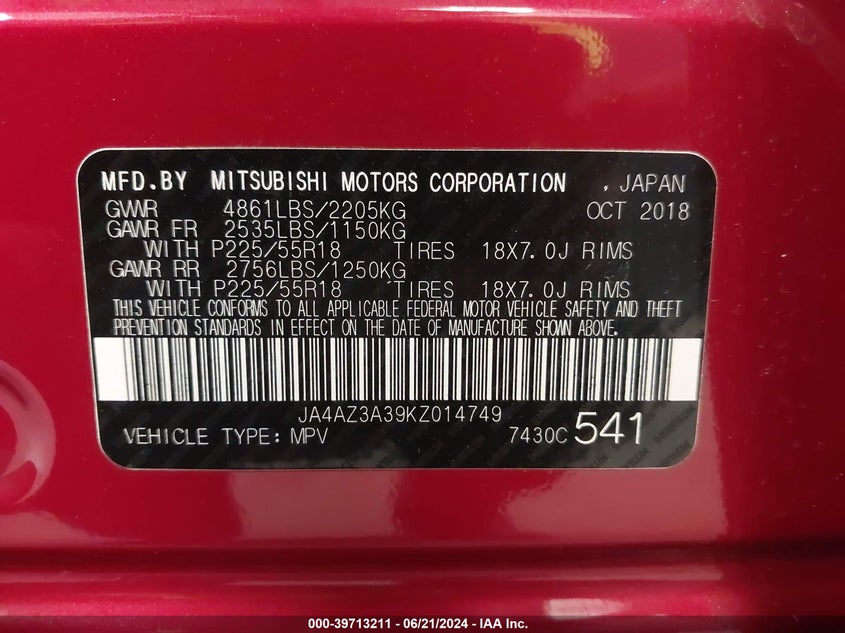 MFD.BY MITSUBISHI MOTORS CORPORATION , JAPAN
GVWR 4861LBS/2205KG OCT 2018
GAWR FR 2535LBS/1150KG
WITH P225/55R18 TIRES 18X7.0J RIMS
GAWR RR 2756LBS/1250KG
WITH P225/55R18 TIRES 18X7.0J RIMS
THIS VEHICLE CONFORMS TO ALL APPLICABLE FEDERAL MOTOR VEHICLE SAFETY AND THEFT
PREVENTION STANDARDS IN EFFECT ON THE DATE OF MANUFACTURE SHOWN ABOVE.
JA4AZ3A39KZ014749
VEHICLE TYPE: MPV 7430C 541
000-39713211 - 06/21/2024 - IAA Inc.